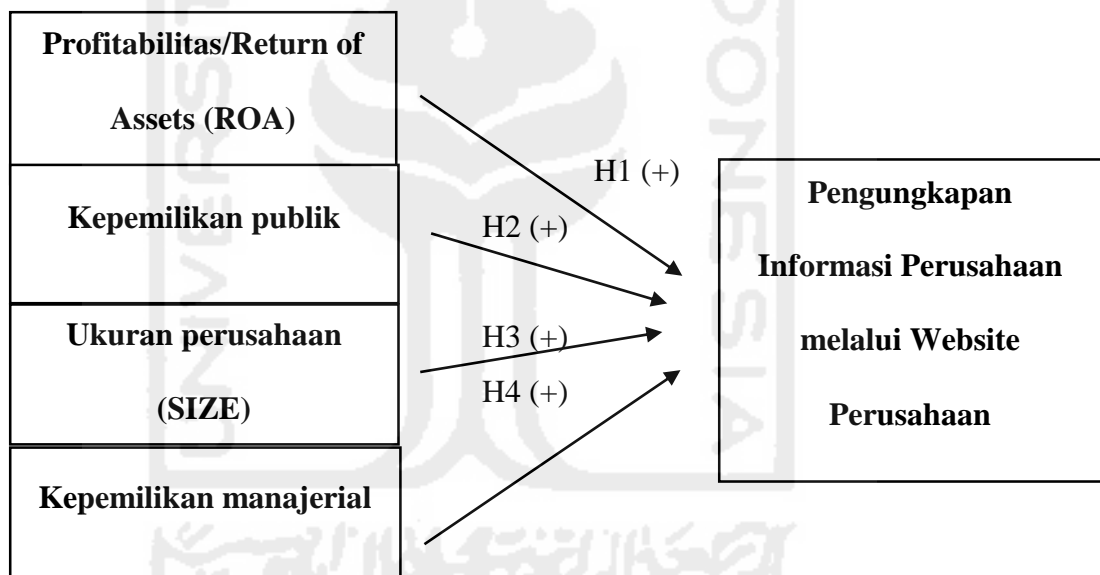 Profitabilitas/Return of
Assets (ROA)
Kepemilikan publik
Ukuran perusahaan
(SIZE)
Kepemilikan manajerial
H1 (+)
H2 (+)
H3 (+)
H4 (+)
Pengungkapan
Informasi Perusahaan
melalui Website
Perusahaan